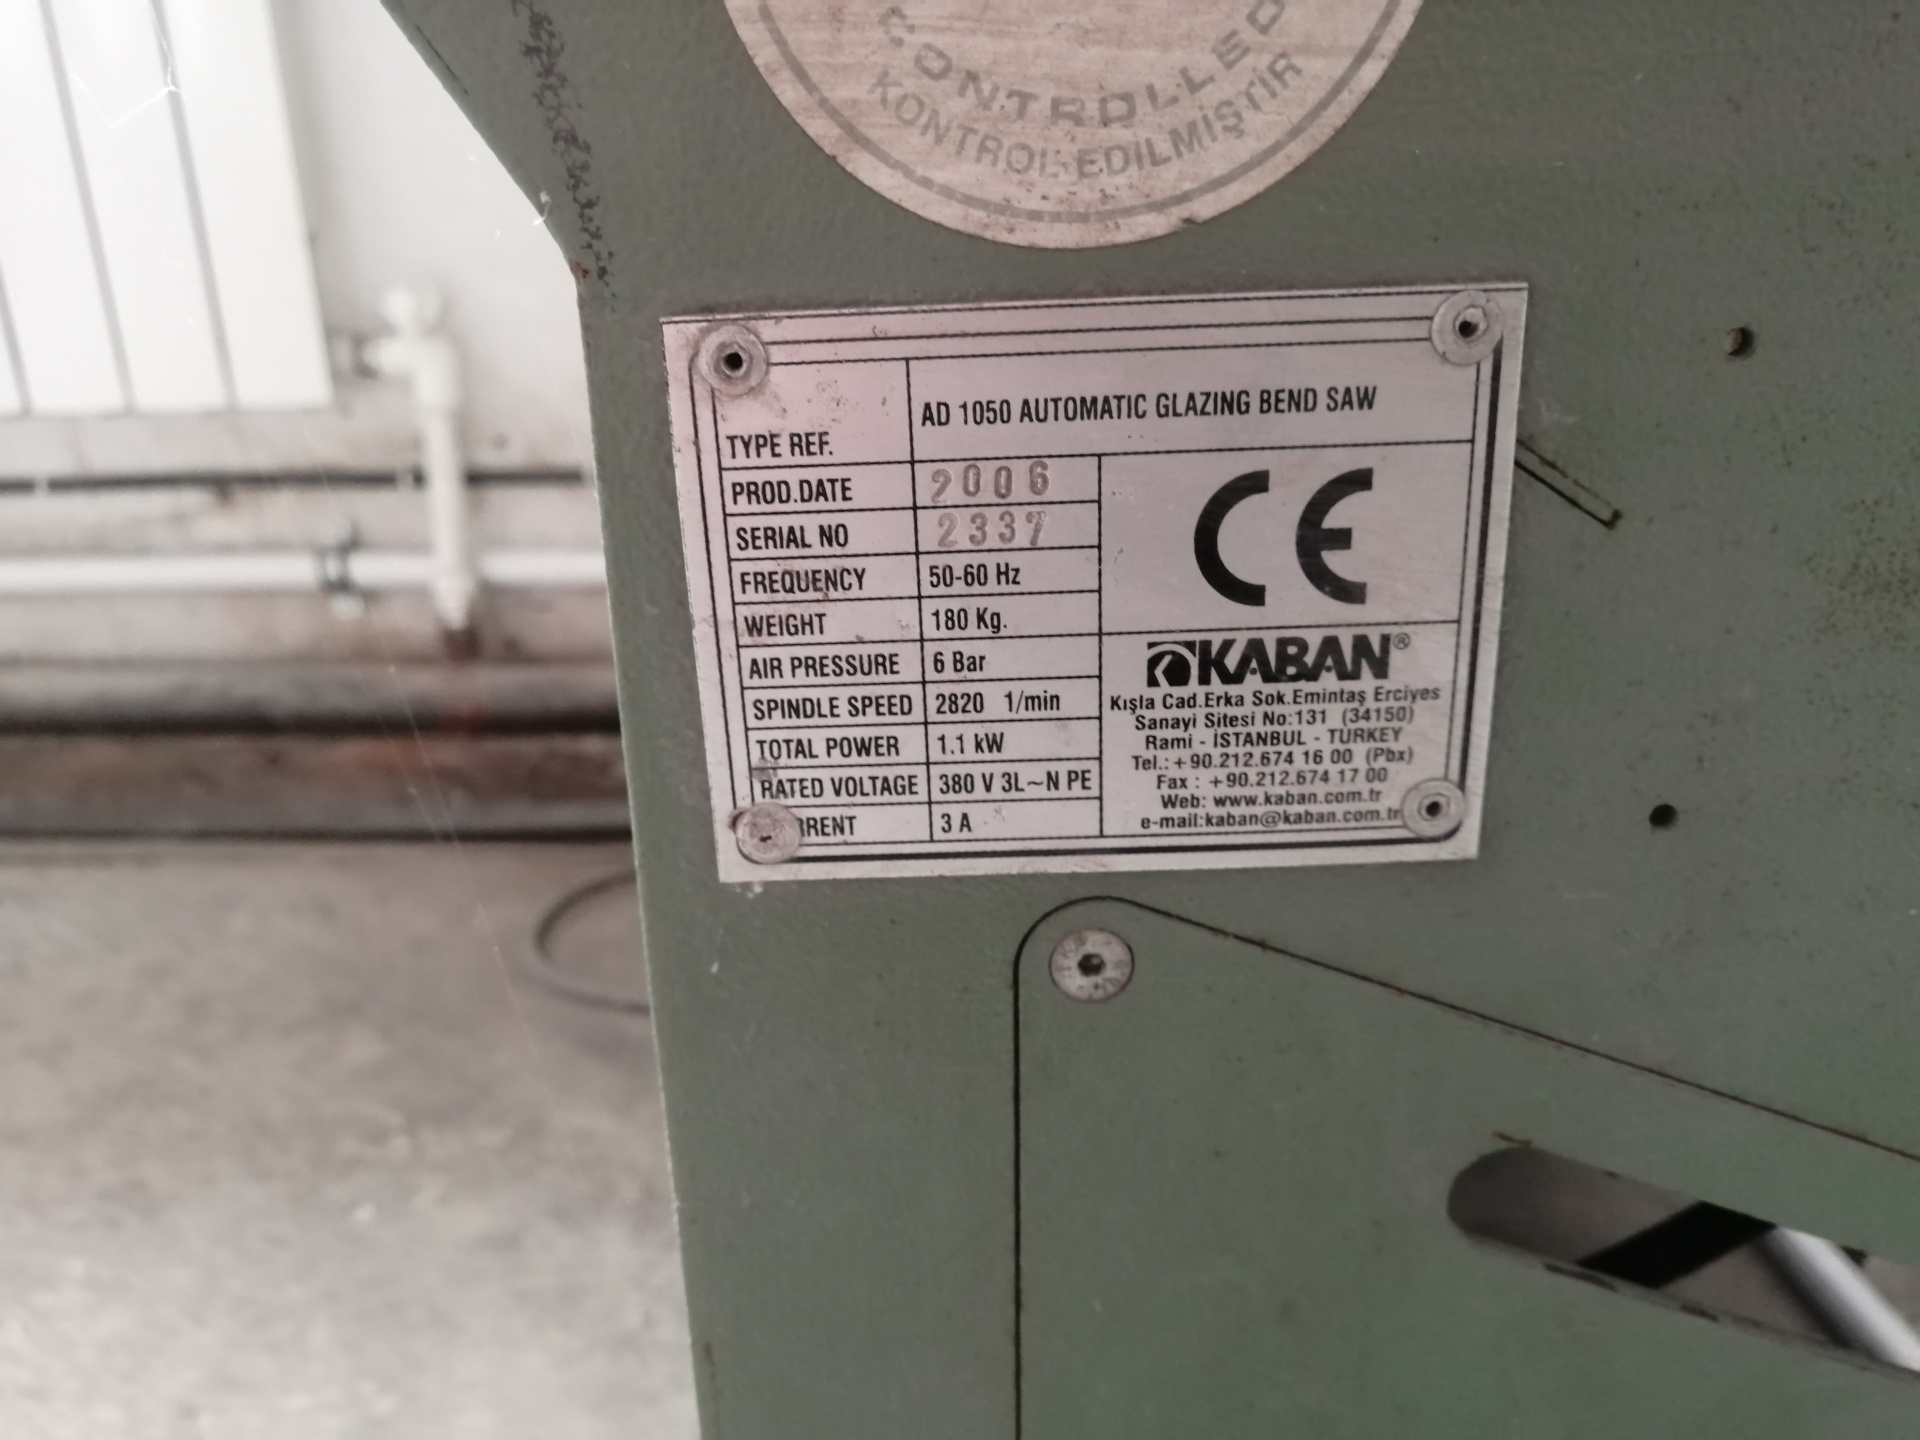 CONTROLLED
KONTROL EDİLMİŞTİR
TYPE REF. AD 1050 AUTOMATIC GLAZING BEND SAW
PROD.DATE 2006
SERIAL NO 2337
FREQUENCY 50-60 Hz
WEIGHT 180 Kg.
AIR PRESSURE 6 Bar
SPINDLE SPEED 2820 1/min
TOTAL POWER 1.1 kW
RATED VOLTAGE 380 V 3L~N PE
RRENT 3 A
CE
KABAN®
Kışla Cad.Erka Sok.Emintaş Erciyes
Sanayi Sitesi No:131 (34150)
Rami - İSTANBUL - TURKEY
Tel.:+90.212.674 16 00 (Pbx)
Fax : +90.212.674 17 00
Web: www.kaban.com.tr
e-mail:kaban@kaban.com.tr